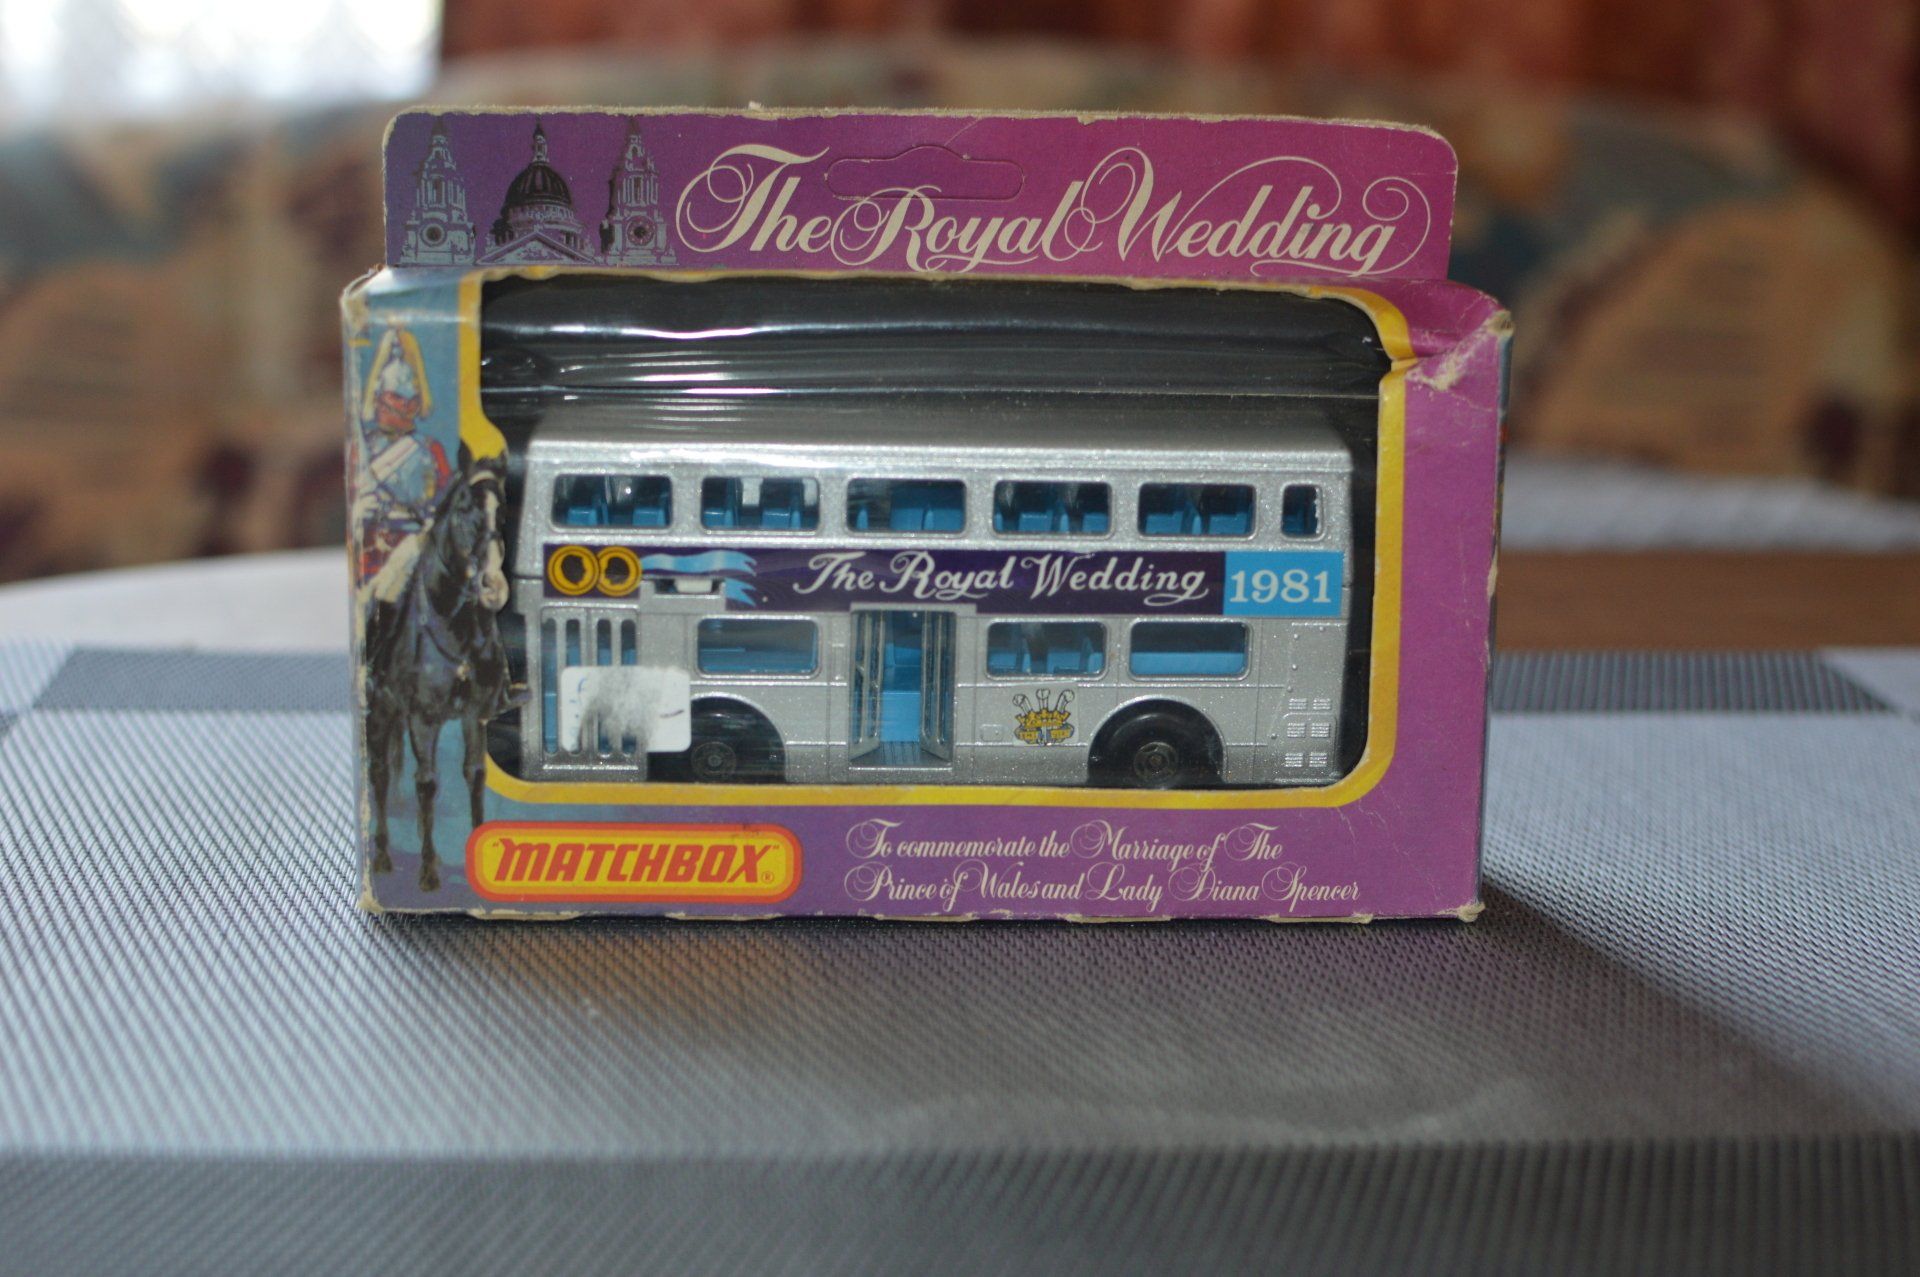 The Royal Wedding
The Royal Wedding 1981
"MATCHBOX"®
To commemorate the Marriage of The
Prince of Wales and Lady Diana Spencer